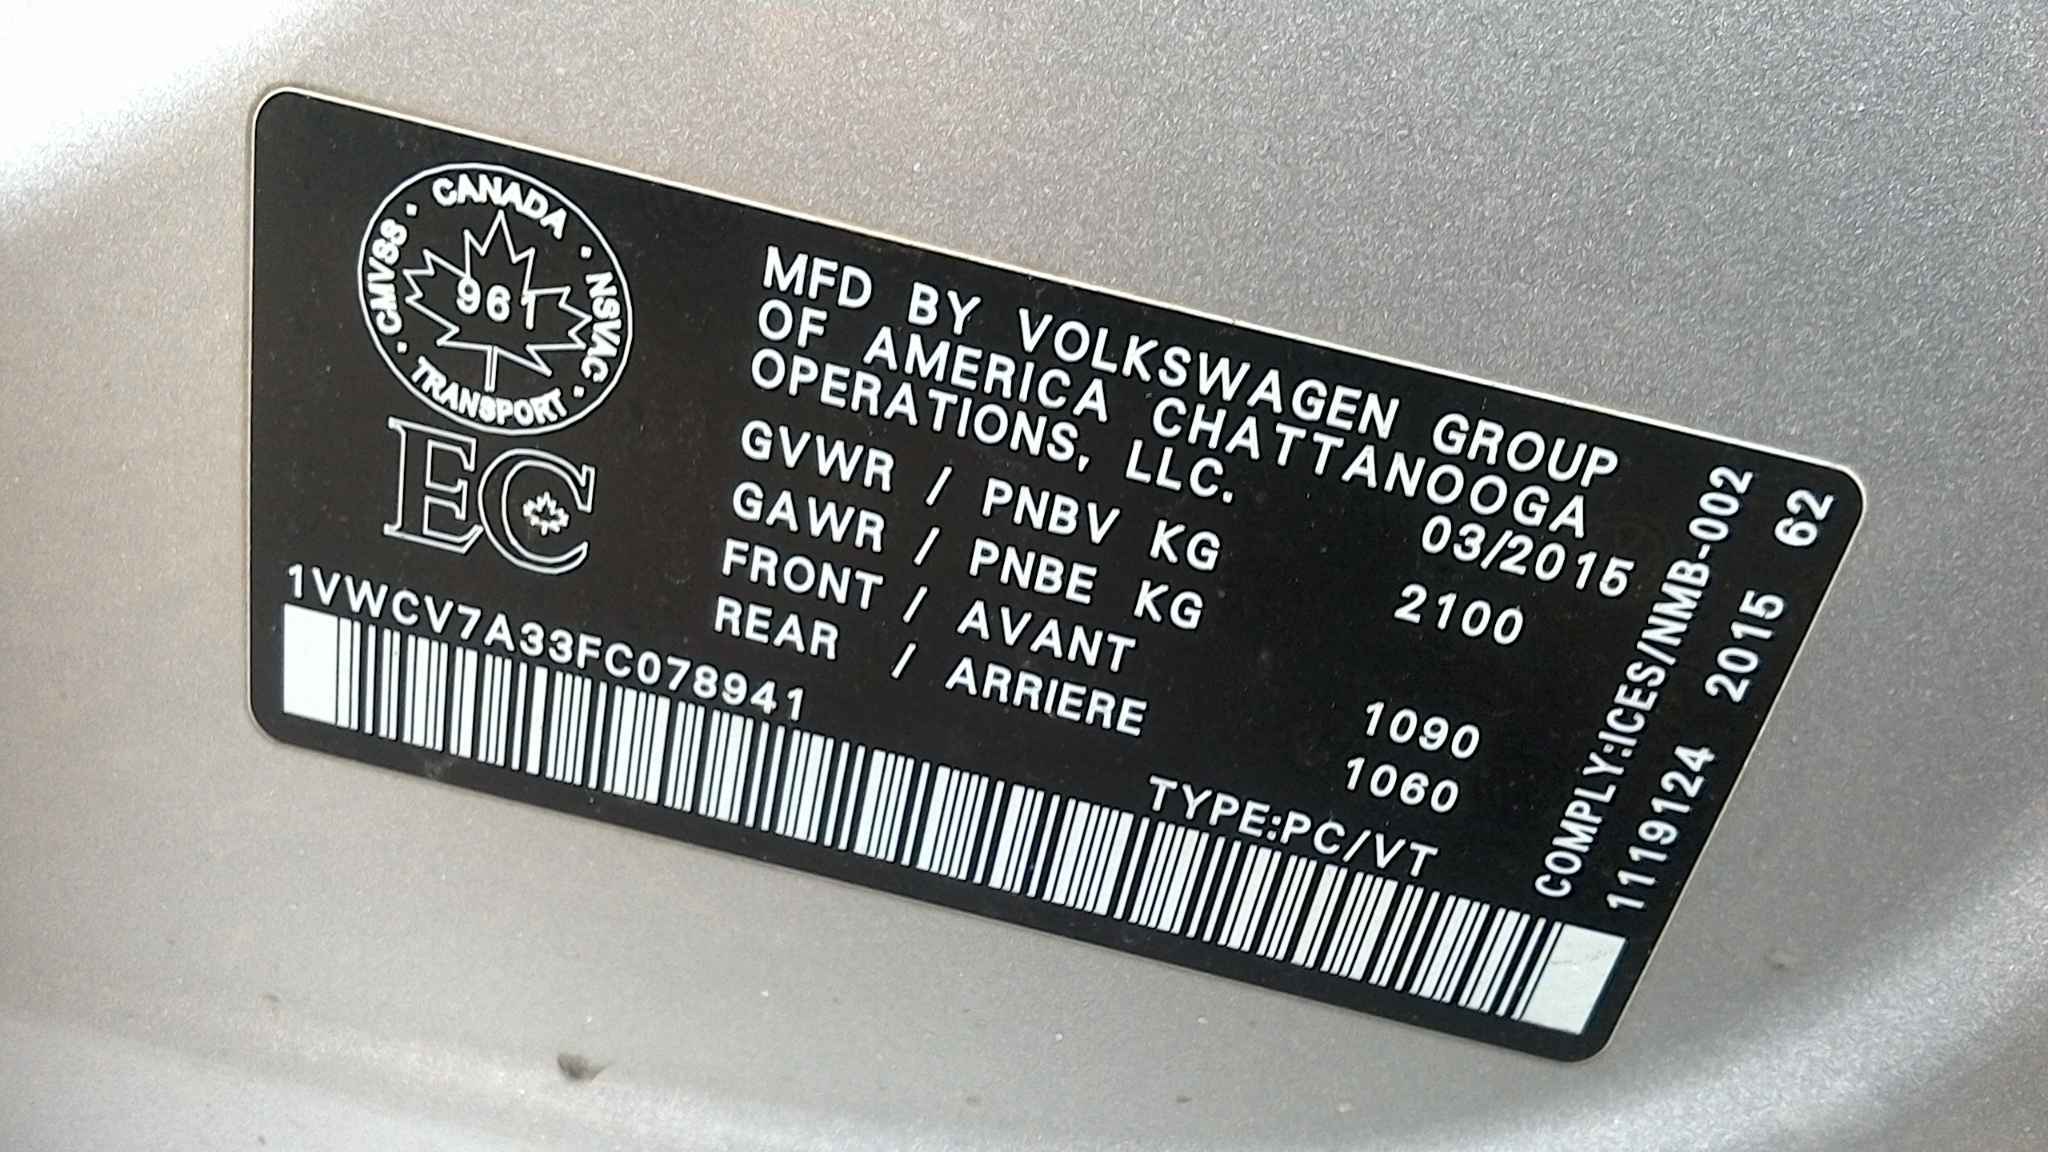 CANADA · NSVAC · TRANSPORT · CMVSS ·
961
EC
MFD BY VOLKSWAGEN GROUP
OF AMERICA CHATTANOOGA
OPERATIONS, LLC. 03/2015
GVWR / PNBV KG 2100
GAWR / PNBE KG
FRONT / AVANT 1090
REAR / ARRIERE 1060
1VWCV7A33FC078941
TYPE:PC/VT
COMPLY:ICES/NMB-002
1119124 2015 62